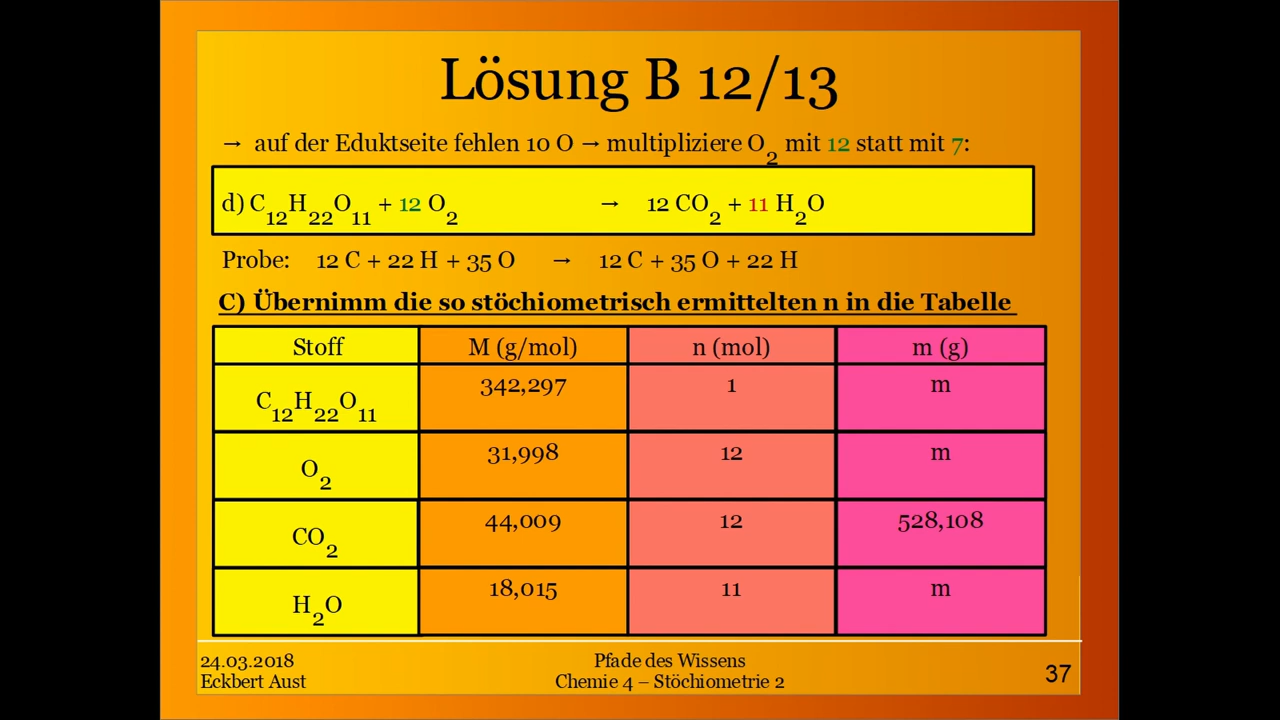 Lösung B 12/13
→ auf der Eduktseite fehlen 10 O → multipliziere O₂ mit 12 statt mit 7:
d) C₁₂H₂₂O₁₁ + 12 O₂ → 12 CO₂ + 11 H₂O
Probe: 12 C + 22 H + 35 O → 12 C + 35 O + 22 H
C) Übernimm die so stöchiometrisch ermittelten n in die Tabelle
Stoff M (g/mol) n (mol) m (g)
C₁₂H₂₂O₁₁ 342,297 1 m
O₂ 31,998 12 m
CO₂ 44,009 12 528,108
H₂O 18,015 11 m
24.03.2018 Pfade des Wissens
Eckbert Aust Chemie 4 – Stöchiometrie 2 37